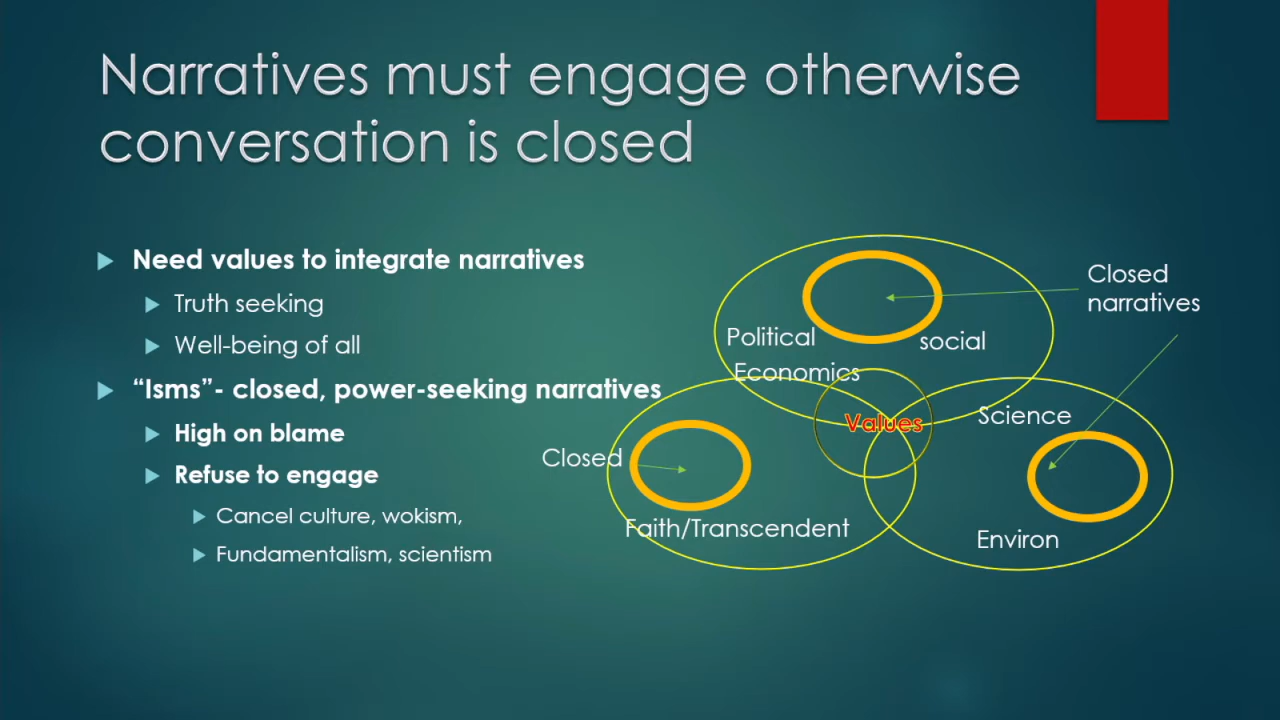 Narratives must engage otherwise
conversation is closed
Need values to integrate narratives
Truth seeking
Well-being of all
“Isms”- closed, power-seeking narratives
High on blame
Refuse to engage
Cancel culture, wokism,
Fundamentalism, scientism
Closed
narratives
Political
social
Economics
Values
Science
Closed
Faith/Transcendent
Environ